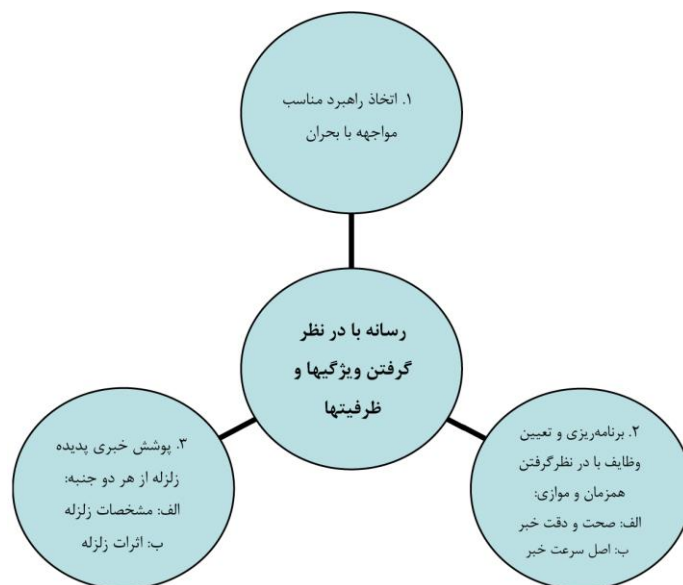 ۱. اتخاذ راهبرد مناسب
مواجهه با بحران
رسانه با در نظر
گرفتن ویژگیها و
ظرفیتها
۲. برنامه‌ریزی و تعیین
وظایف با در نظرگرفتن
همزمان و موازی:
الف: صحت و دقت خبر
ب: اصل سرعت خبر
۳. پوشش خبری پدیده
زلزله از هر دو جنبه:
الف: مشخصات زلزله
ب: اثرات زلزله